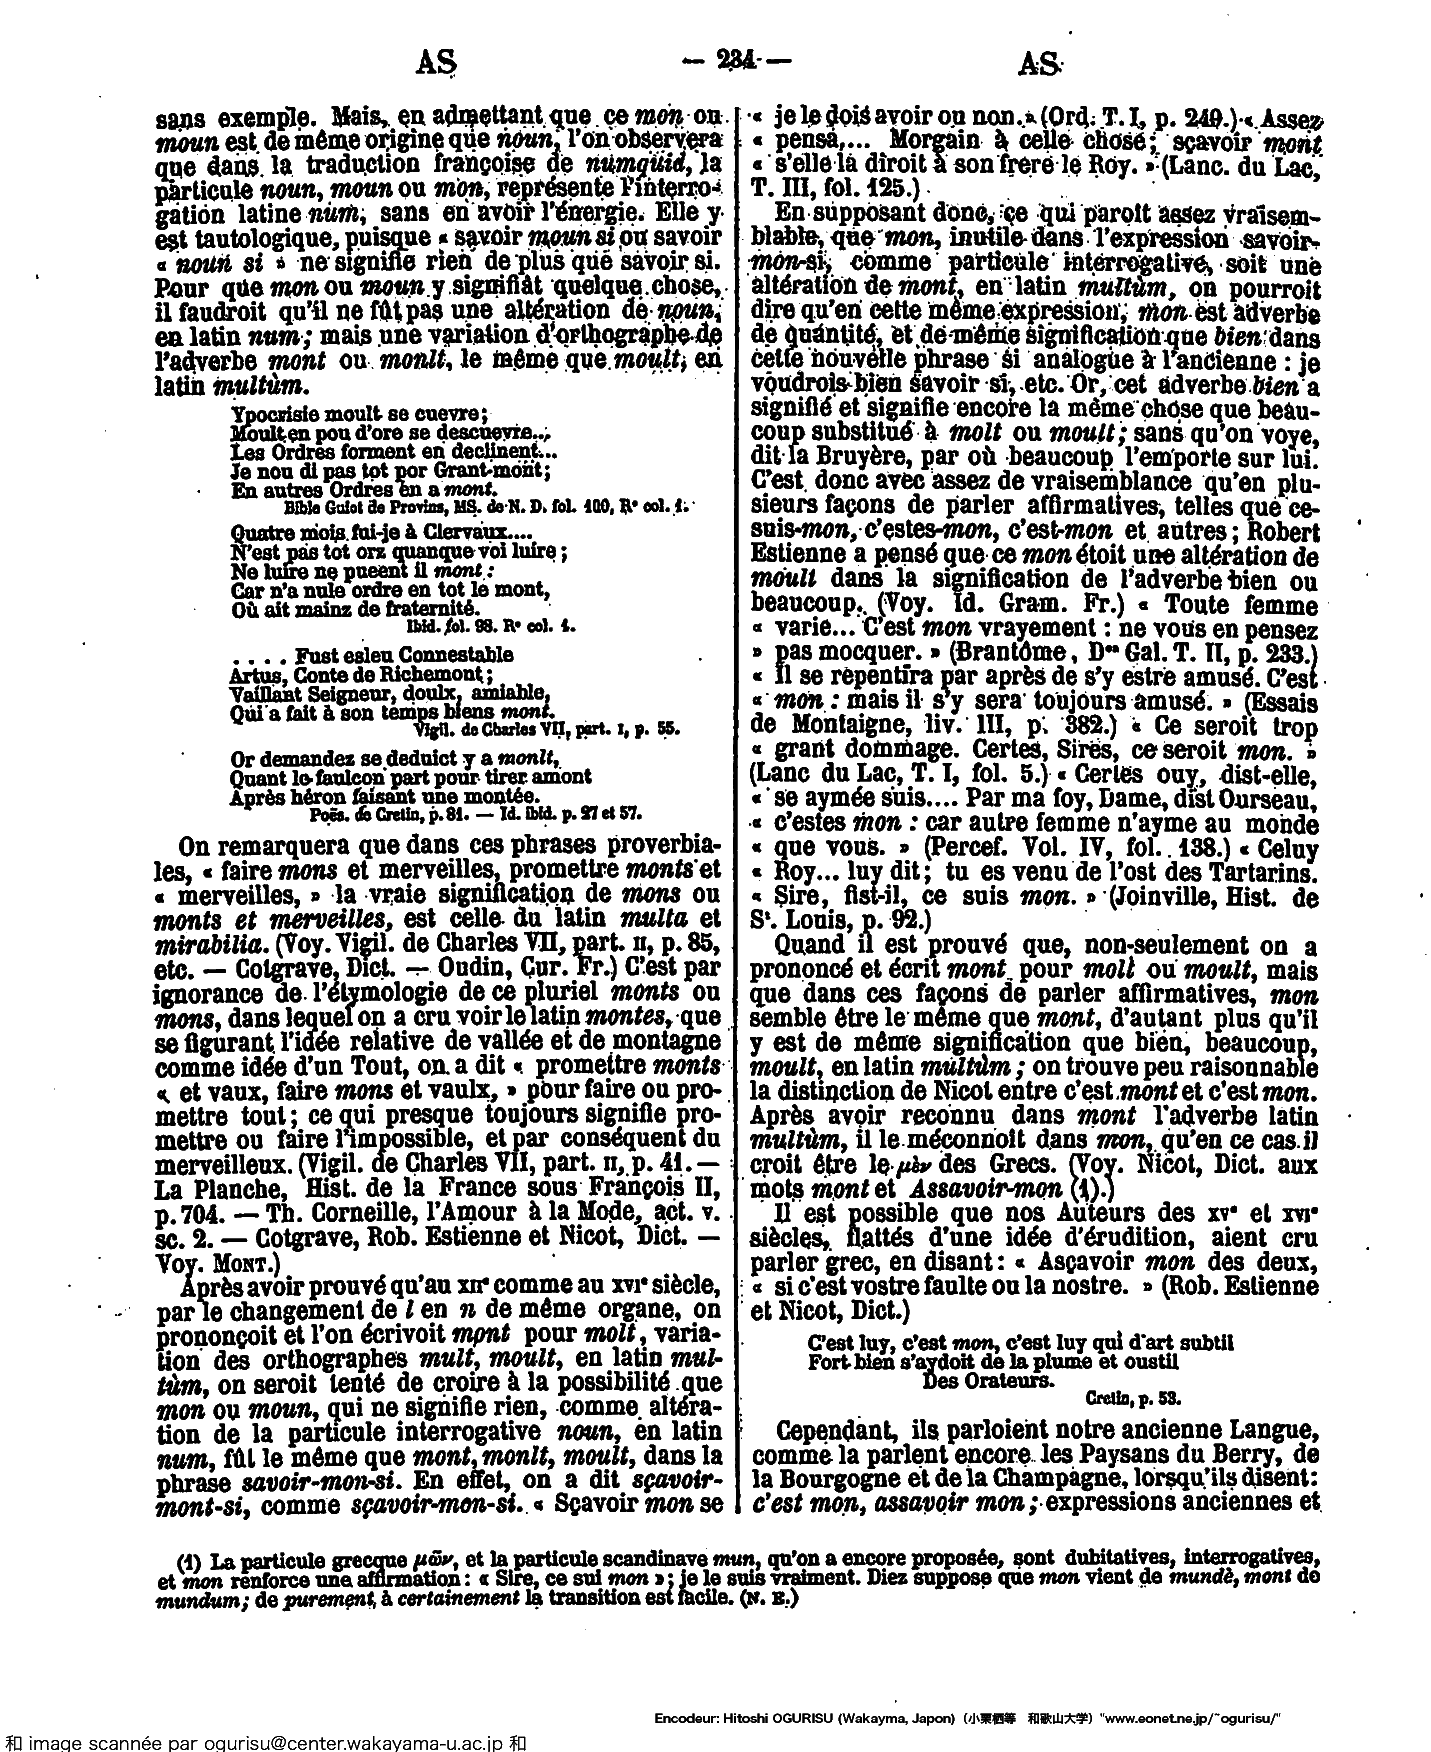 AS — 234 — AS
sans exemple. Mais, en admettant que ce mon ou
moun est de même origine que noun, l'on observera
que dans la traduction françoise de numquid, la
particule noun, moun ou mon, représente l'interro-
gation latine num, sans en avoir l'énergie. Elle y
est tautologique, puisque « savoir moun si ou savoir
« noun si » ne signifie rien de plus que savoir si.
Pour que mon ou moun y signifiât quelque chose,
il faudroit qu'il ne fût pas une altération de noun,
en latin num; mais une variation d'orthographe de
l'adverbe mont ou monlt, le même que moult, en
latin multùm.
Ypocrisie moult se cuevre;
Moult en pou d'ore se descuevre...
Les Ordres forment en declinent...
Je nou di pas tot por Grant-mont;
En autres Ordres en a mont.
Bible Guiot de Provins, MS. de N. D. fol. 100, R° col. 1.
Quatre mois fui-je à Clervaux....
N'est pas tot orz quanque voi luire;
Ne luire ne pueent il mont:
Car n'a nule ordre en tot le mont,
Où ait mainz de fraternité.
Ibid. fol. 98. R° col. 1.
. . . . Fust esleu Connestable
Artus, Conte de Richemont;
Vaillant Seigneur, doulx, amiable,
Qui a fait à son temps biens mont.
Vigil. de Charles VII, part. I, p. 55.
Or demandez se deduict y a monlt,
Quant le faulcon part pour tirer amont
Après héron faisant une montée.
Poës. de Cretin, p. 81. — Id. Ibid. p. 27 et 57.
On remarquera que dans ces phrases proverbia-
les, « faire mons et merveilles, promettre monts et
« merveilles, » la vraie signification de mons ou
monts et merveilles, est celle du latin multa et
mirabilia. (Voy. Vigil. de Charles VII, part. II, p. 85,
etc. — Cotgrave, Dict. — Oudin, Cur. Fr.) C'est par
ignorance de l'étymologie de ce pluriel monts ou
mons, dans lequel on a cru voir le latin montes, que
se figurant l'idée relative de vallée et de montagne
comme idée d'un Tout, on a dit « promettre monts
« et vaux, faire mons et vaulx, » pour faire ou pro-
mettre tout; ce qui presque toujours signifie pro-
mettre ou faire l'impossible, et par conséquent du
merveilleux. (Vigil. de Charles VII, part. II, p. 41. —
La Planche, Hist. de la France sous François II,
p. 704. — Th. Corneille, l'Amour à la Mode, act. v.
sc. 2. — Cotgrave, Rob. Estienne et Nicot, Dict. —
Voy. MONT.)
Après avoir prouvé qu'au XIIe comme au XVIe siècle,
par le changement de l en n de même organe, on
prononçoit et l'on écrivoit mont pour molt, varia-
tion des orthographes mult, moult, en latin mul-
tùm, on seroit tenté de croire à la possibilité que
mon ou moun, qui ne signifie rien, comme altéra-
tion de la particule interrogative noun, en latin
num, fût le même que mont, monlt, moult, dans la
phrase savoir-mon-si. En effet, on a dit sçavoir-
mont-si, comme sçavoir-mon-si. « Sçavoir mon se
« je le dois avoir ou non. » (Ord. T. I, p. 249.) « Assez
« pensa,... Morgain à celle chose; sçavoir mont
« s'elle la diroit à son frere le Roy. » (Lanc. du Lac,
T. III, fol. 125.)
En supposant donc, ce qui paroît assez vraisem-
blable, que mon, inutile dans l'expression savoir-
mon-si, comme particule interrogative, soit une
altération de mont, en latin multùm, on pourroit
dire qu'en cette même expression, mon est adverbe
de quantité, et de même signification que bien dans
cette nouvelle phrase si analogue à l'ancienne : je
voudrois bien savoir si, etc. Or, cet adverbe bien a
signifié et signifie encore la même chose que beau-
coup substitué à molt ou moult; sans qu'on voye,
dit la Bruyère, par où beaucoup l'emporte sur lui.
C'est donc avec assez de vraisemblance qu'en plu-
sieurs façons de parler affirmatives, telles que ce-
suis-mon, c'estes-mon, c'est-mon et autres; Robert
Estienne a pensé que ce mon étoit une altération de
moult dans la signification de l'adverbe bien ou
beaucoup. (Voy. Id. Gram. Fr.) « Toute femme
« varie... C'est mon vrayement : ne vous en pensez
» pas mocquer. » (Brantôme, Des Gal. T. II, p. 233.)
« Il se repentira par après de s'y estre amusé. C'est
« mon : mais il s'y sera toujours amusé. » (Essais
de Montaigne, liv. III, p. 382.) « Ce seroit trop
« grant dommage. Certes, Sires, ce seroit mon. »
(Lanc du Lac, T. I, fol. 5.) « Certes ouy, dist-elle,
« se aymée suis.... Par ma foy, Dame, dist Ourseau,
« c'estes mon : car autre femme n'ayme au monde
« que vous. » (Percef. Vol. IV, fol. 138.) « Celuy
« Roy... luy dit; tu es venu de l'ost des Tartarins.
« Sire, fist-il, ce suis mon. » (Joinville, Hist. de
St. Louis, p. 92.)
Quand il est prouvé que, non-seulement on a
prononcé et écrit mont pour molt ou moult, mais
que dans ces façons de parler affirmatives, mon
semble être le même que mont, d'autant plus qu'il
y est de même signification que bien, beaucoup,
moult, en latin multùm; on trouve peu raisonnable
la distinction de Nicot entre c'est mont et c'est mon.
Après avoir reconnu dans mont l'adverbe latin
multùm, il le méconnoît dans mon, qu'en ce cas il
croit être le μὲν des Grecs. (Voy. Nicot, Dict. aux
mots mont et Assavoir-mon (1).)
Il est possible que nos Auteurs des XVe et XVIe
siècles, flattés d'une idée d'érudition, aient cru
parler grec, en disant : « Asçavoir mon des deux,
« si c'est vostre faulte ou la nostre. » (Rob. Estienne
et Nicot, Dict.)
C'est luy, c'est mon, c'est luy qui d'art subtil
Fort bien s'aydoit de la plume et oustil
Des Orateurs.
Cretin, p. 53.
Cependant, ils parloient notre ancienne Langue,
comme la parlent encore les Paysans du Berry, de
la Bourgogne et de la Champagne, lorsqu'ils disent:
c'est mon, assavoir mon; expressions anciennes et
(1) La particule grecque μῶν, et la particule scandinave mun, qu'on a encore proposée, sont dubitatives, interrogatives,
et mon renforce une affirmation : « Sire, ce sui mon »; je le suis vraiment. Diez suppose que mon vient de mundè, mont de
mundum; de purement à certainement la transition est facile. (N. E.)
Encodeur: Hitoshi OGURISU (Wakayma, Japon) (小栗栖等 和歌山大学) "www.eonet.ne.jp/~ogurisu/"
和 image scannée par ogurisu@center.wakayama-u.ac.jp 和